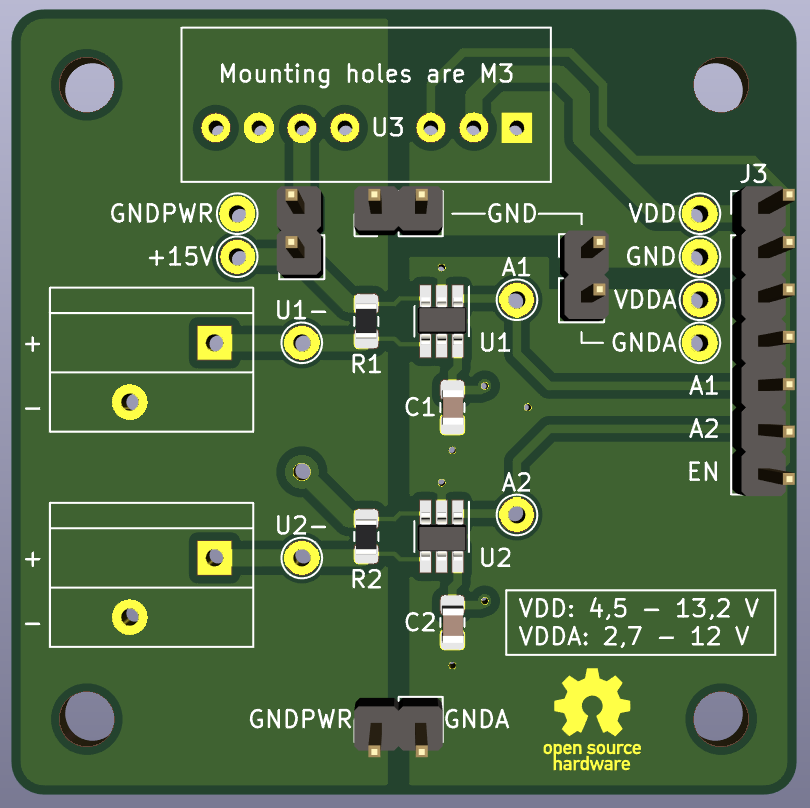 Mounting holes are M3
U3
J3
GNDPWR
GND
VDD
+15V
GND
A1
VDDA
U1-
+
U1
GNDA
R1
A1
-
C1
A2
EN
A2
U2-
+
U2
R2
-
C2
VDD: 4,5 - 13,2 V
VDDA: 2,7 - 12 V
GNDPWR
GNDA
open source
hardware